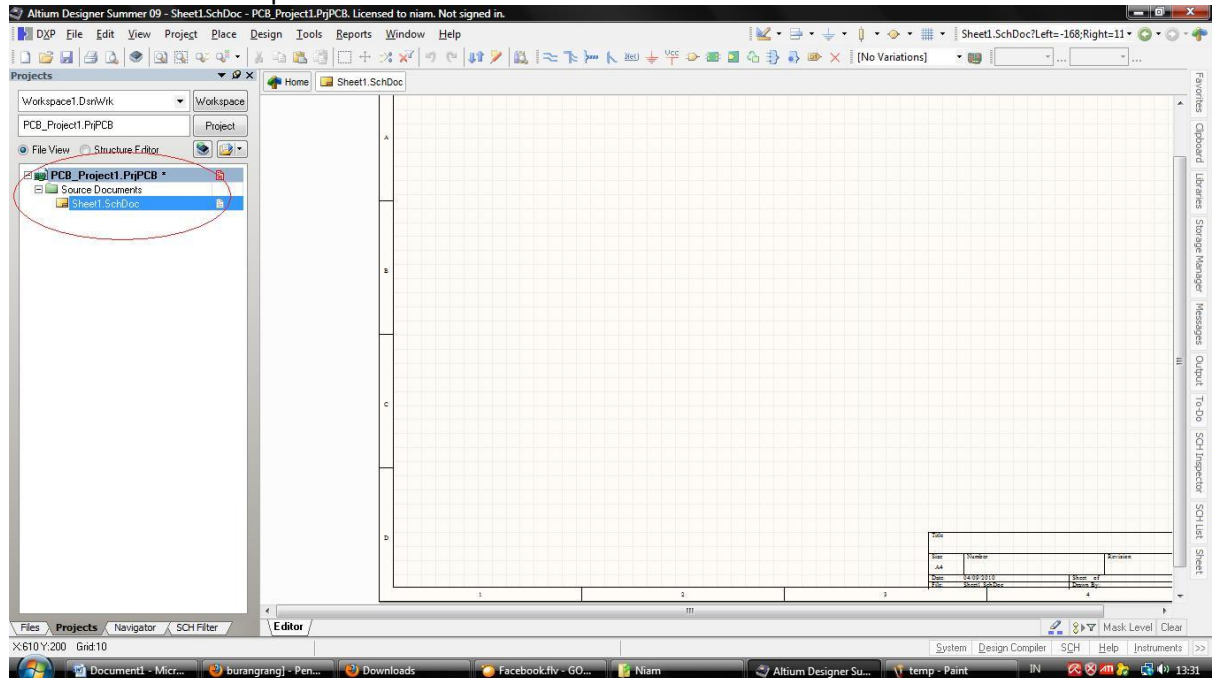 Altium Designer Summer 09 - Sheet1.SchDoc - PCB_Project1.PrjPCB. Licensed to niam. Not signed in.
DXP File Edit View Project Place Design Tools Reports Window Help
Sheet1.SchDoc?Left=-168;Right=11
[No Variations] ... ...
Projects
Home Sheet1.SchDoc
Workspace1.DsnWrk Workspace
PCB_Project1.PrjPCB Project
File View Structure Editor
PCB_Project1.PrjPCB *
Source Documents
Sheet1.SchDoc
A
B
C
D
Title
Size Number Revision
A4
Date: 04/09/2010 Sheet of
File: Sheet1.SchDoc Drawn By:
1 2 3 4
Favorites
Clipboard
Libraries
Storage Manager
Messages
Output
To-Do
SCH Inspector
SCH List
Sheet
Files Projects Navigator SCH Filter
Editor
Mask Level Clear
X:610 Y:200 Grid:10
System Design Compiler SCH Help Instruments >>
Document1 - Micr... burangrang] - Pen... Downloads Facebook.flv - GO... Niam Altium Designer Su... temp - Paint IN 13:31